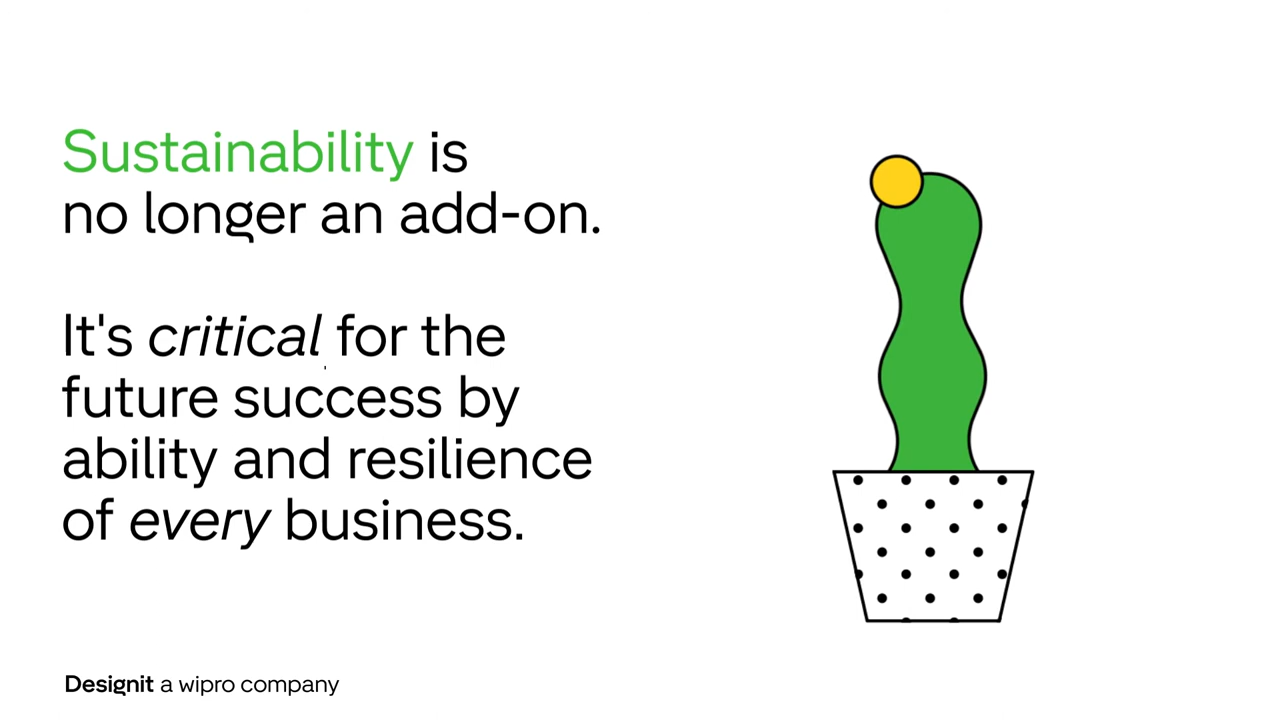 Sustainability is
no longer an add-on.
It's critical for the
future success by
ability and resilience
of every business.
Designit a wipro company